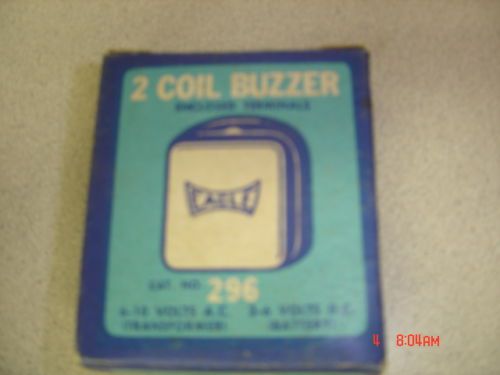 2 COIL BUZZER
ENCLOSED TERMINALS
EAGLE
CAT. NO. 296
6-10 VOLTS A.C. 3-6 VOLTS D.C.
(TRANSFORMER) (BATTERY)
4 8:04AM